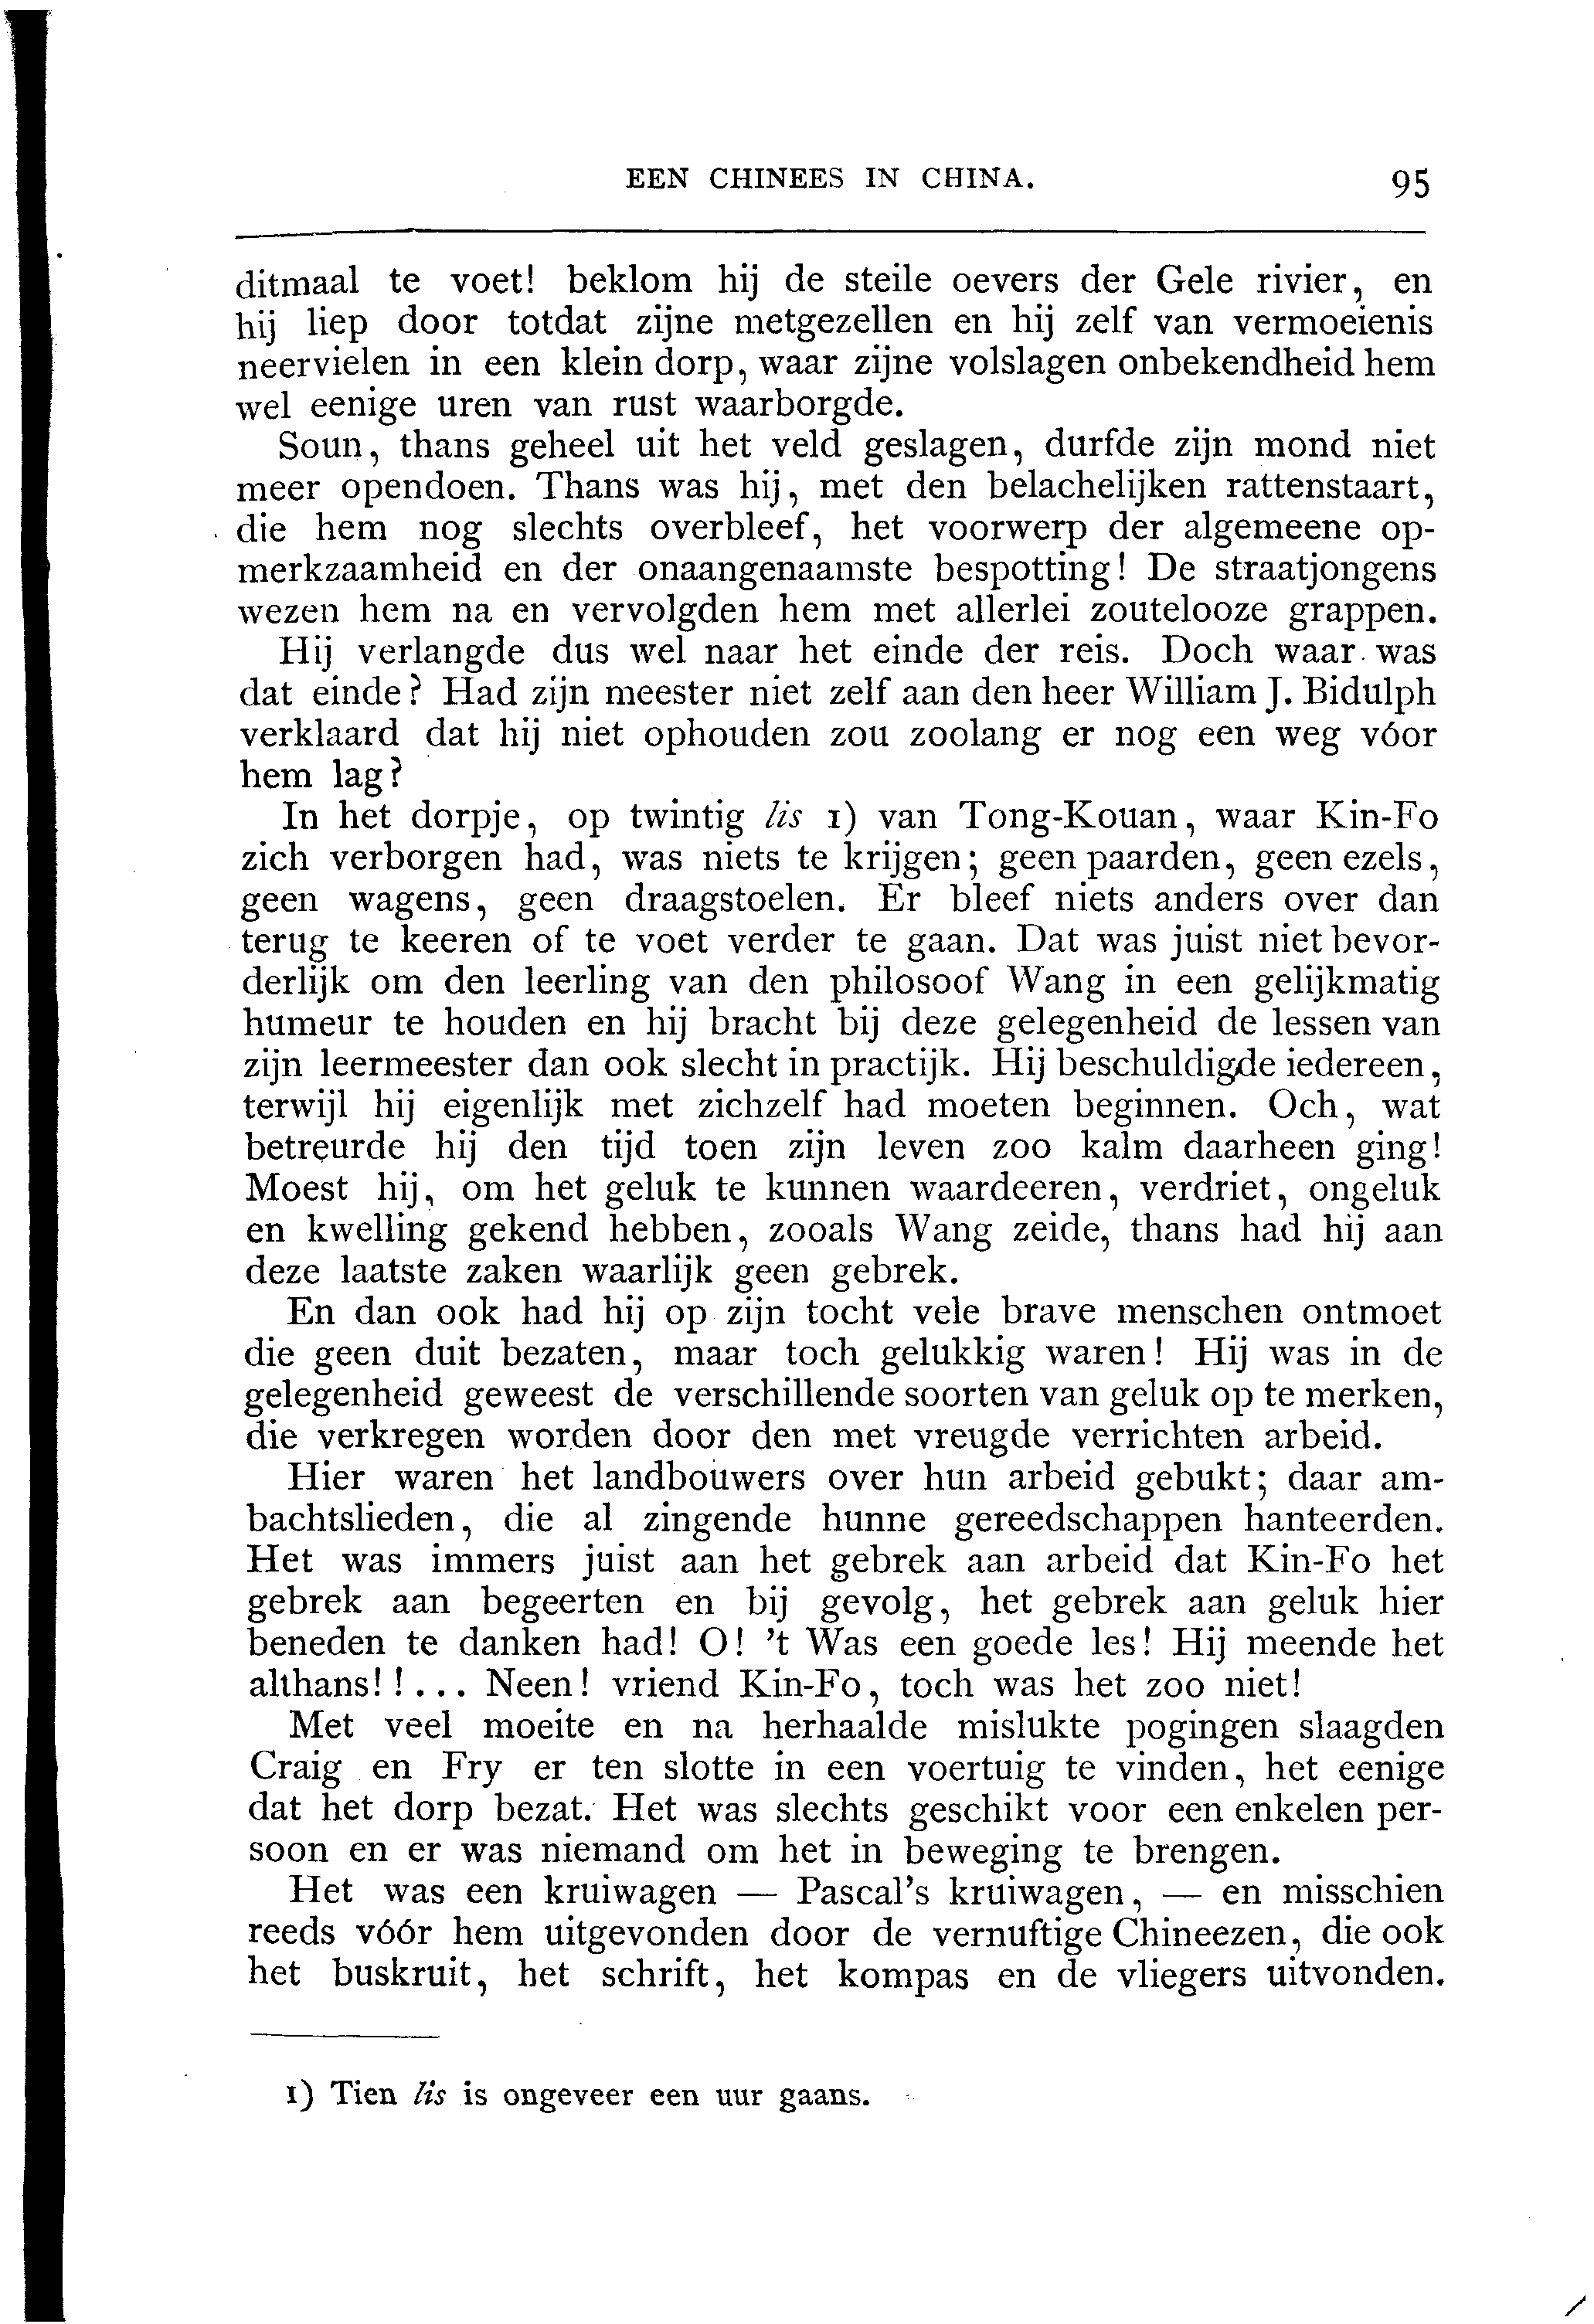 EEN CHINEES IN CHINA. 95
ditmaal te voet! beklom hij de steile oevers der Gele rivier, en
hij liep door totdat zijne metgezellen en hij zelf van vermoeienis
neervielen in een klein dorp, waar zijne volslagen onbekendheid hem
wel eenige uren van rust waarborgde.
Soun, thans geheel uit het veld geslagen, durfde zijn mond niet
meer opendoen. Thans was hij, met den belachelijken rattenstaart,
die hem nog slechts overbleef, het voorwerp der algemeene op-
merkzaamheid en der onaangenaamste bespotting! De straatjongens
wezen hem na en vervolgden hem met allerlei zoutelooze grappen.
Hij verlangde dus wel naar het einde der reis. Doch waar was
dat einde? Had zijn meester niet zelf aan den heer William J. Bidulph
verklaard dat hij niet ophouden zou zoolang er nog een weg vóor
hem lag?
In het dorpje, op twintig lis 1) van Tong-Kouan, waar Kin-Fo
zich verborgen had, was niets te krijgen; geen paarden, geen ezels,
geen wagens, geen draagstoelen. Er bleef niets anders over dan
terug te keeren of te voet verder te gaan. Dat was juist niet bevor-
derlijk om den leerling van den philosoof Wang in een gelijkmatig
humeur te houden en hij bracht bij deze gelegenheid de lessen van
zijn leermeester dan ook slecht in practijk. Hij beschuldigde iedereen,
terwijl hij eigenlijk met zichzelf had moeten beginnen. Och, wat
betreurde hij den tijd toen zijn leven zoo kalm daarheen ging!
Moest hij, om het geluk te kunnen waardeeren, verdriet, ongeluk
en kwelling gekend hebben, zooals Wang zeide, thans had hij aan
deze laatste zaken waarlijk geen gebrek.
En dan ook had hij op zijn tocht vele brave menschen ontmoet
die geen duit bezaten, maar toch gelukkig waren! Hij was in de
gelegenheid geweest de verschillende soorten van geluk op te merken,
die verkregen worden door den met vreugde verrichten arbeid.
Hier waren het landbouwers over hun arbeid gebukt; daar am-
bachtslieden, die al zingende hunne gereedschappen hanteerden.
Het was immers juist aan het gebrek aan arbeid dat Kin-Fo het
gebrek aan begeerten en bij gevolg, het gebrek aan geluk hier
beneden te danken had! O! 't Was een goede les! Hij meende het
althans!!... Neen! vriend Kin-Fo, toch was het zoo niet!
Met veel moeite en na herhaalde mislukte pogingen slaagden
Craig en Fry er ten slotte in een voertuig te vinden, het eenige
dat het dorp bezat. Het was slechts geschikt voor een enkelen per-
soon en er was niemand om het in beweging te brengen.
Het was een kruiwagen — Pascal's kruiwagen, — en misschien
reeds vóór hem uitgevonden door de vernuftige Chineezen, die ook
het buskruit, het schrift, het kompas en de vliegers uitvonden.
1) Tien lis is ongeveer een uur gaans.